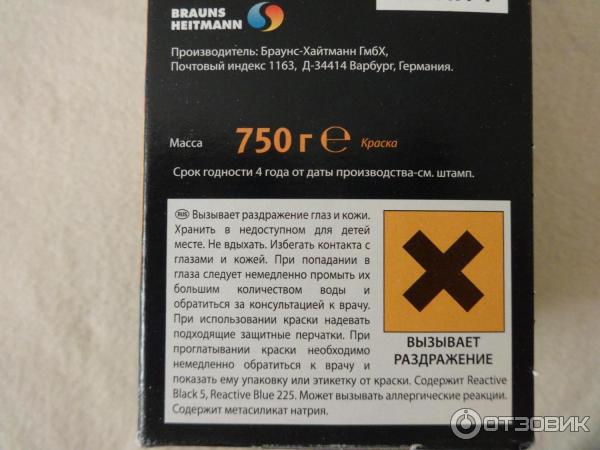 BRAUNS
HEITMANN
Производитель: Браунс-Хайтманн ГмбХ,
Почтовый индекс 1163, Д-34414 Варбург, Германия.
Масса 750 г ℮ Краска
Срок годности 4 года от даты производства-см. штамп.
RUS Вызывает раздражение глаз и кожи.
Хранить в недоступном для детей
месте. Не вдыхать. Избегать контакта с
глазами и кожей. При попадании в
глаза следует немедленно промыть их
большим количеством воды и
обратиться за консультацией к врачу.
При использовании краски надевать
подходящие защитные перчатки. При
проглатывании краски необходимо
немедленно обратиться к врачу и
показать ему упаковку или этикетку от краски. Содержит Reactive
Black 5, Reactive Blue 225. Может вызывать аллергические реакции.
Содержит метасиликат натрия.
ВЫЗЫВАЕТ
РАЗДРАЖЕНИЕ
ОТЗОВИК